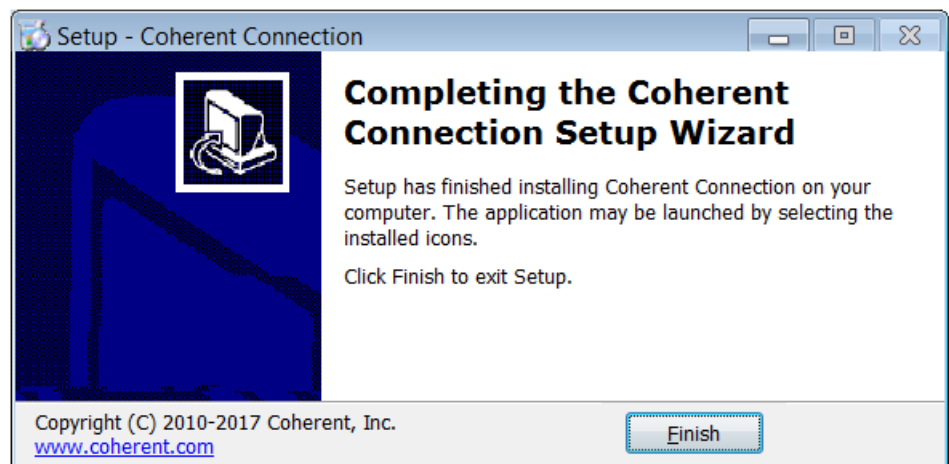 Setup - Coherent Connection
Completing the Coherent
Connection Setup Wizard
Setup has finished installing Coherent Connection on your
computer. The application may be launched by selecting the
installed icons.
Click Finish to exit Setup.
Copyright (C) 2010-2017 Coherent, Inc.
www.coherent.com
Finish